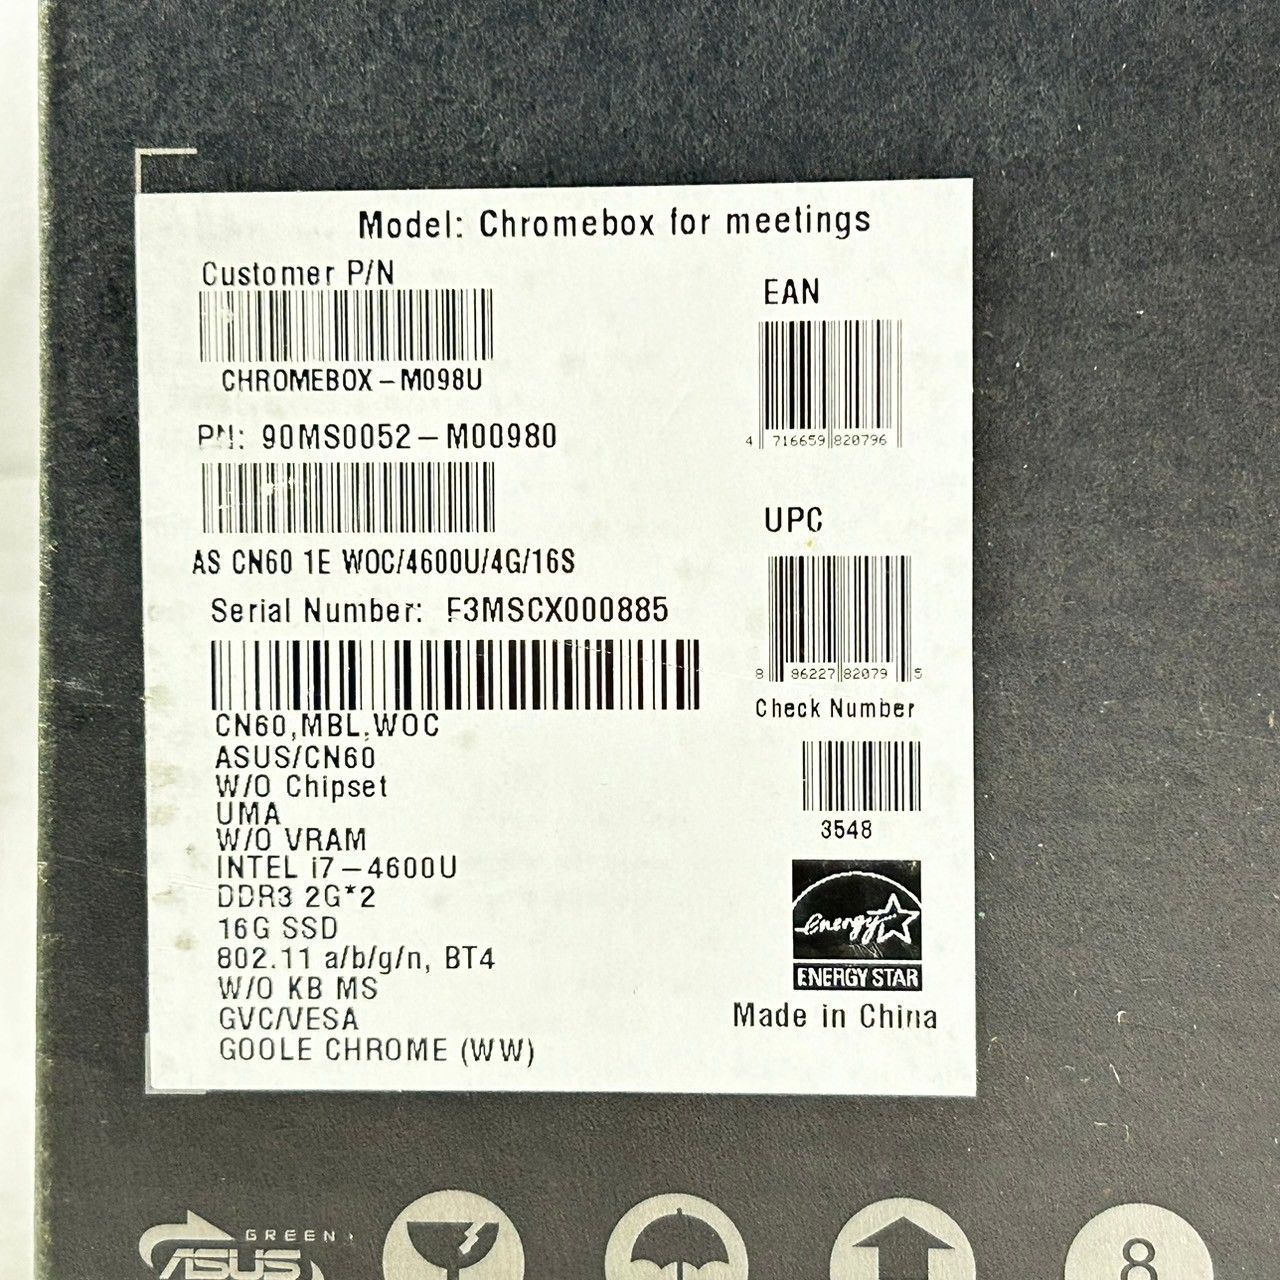 Model: Chromebox for meetings
Customer P/N
CHROMEBOX-M098U
PN: 90MS0052-M00980
AS CN60 1E WOC/4600U/4G/16S
Serial Number: F3MSCX000885
CN60,MBL,WOC
ASUS/CN60
W/O Chipset
UMA
W/O VRAM
INTEL i7-4600U
DDR3 2G*2
16G SSD
802.11 a/b/g/n, BT4
W/O KB MS
GVC/VESA
GOOLE CHROME (WW)
EAN
4 716659 820796
UPC
8 86227 82079 5
Check Number
3548
energy
ENERGY STAR
Made in China
GREEN
ASUS
8